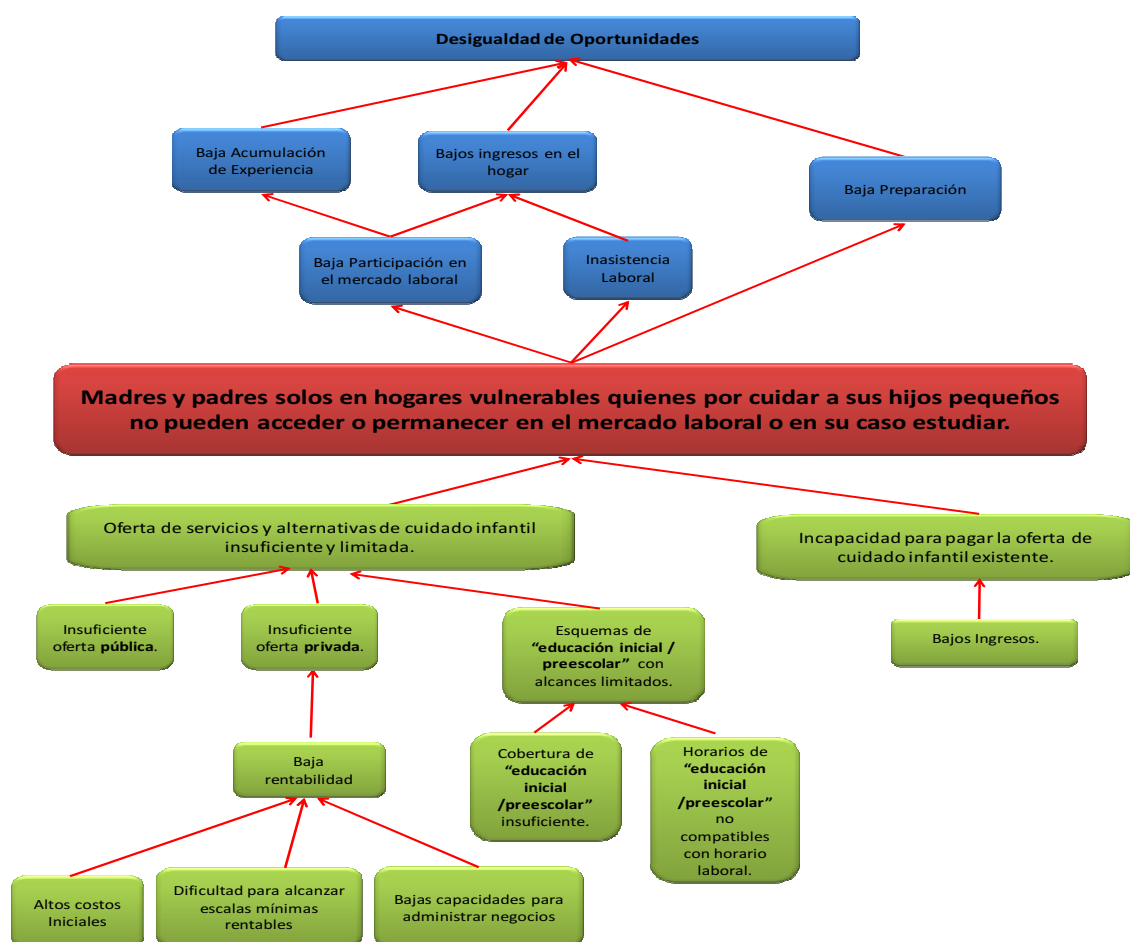 Desigualdad de Oportunidades
Baja Acumulación
de Experiencia
Bajos ingresos en el
hogar
Baja Preparación
Baja Participación en
el mercado laboral
Inasistencia
Laboral
Madres y padres solos en hogares vulnerables quienes por cuidar a sus hijos pequeños
no pueden acceder o permanecer en el mercado laboral o en su caso estudiar.
Oferta de servicios y alternativas de cuidado infantil
insuficiente y limitada.
Incapacidad para pagar la oferta de
cuidado infantil existente.
Insuficiente
oferta pública.
Insuficiente
oferta privada.
Esquemas de
“educación inicial /
preescolar” con
alcances limitados.
Bajos Ingresos.
Baja
rentabilidad
Cobertura de
“educación
inicial
/preescolar”
insuficiente.
Horarios de
“educación
inicial
/preescolar”
no
compatibles
con horario
laboral.
Altos costos
Iniciales
Dificultad para alcanzar
escalas mínimas
rentables
Bajas capacidades para
administrar negocios